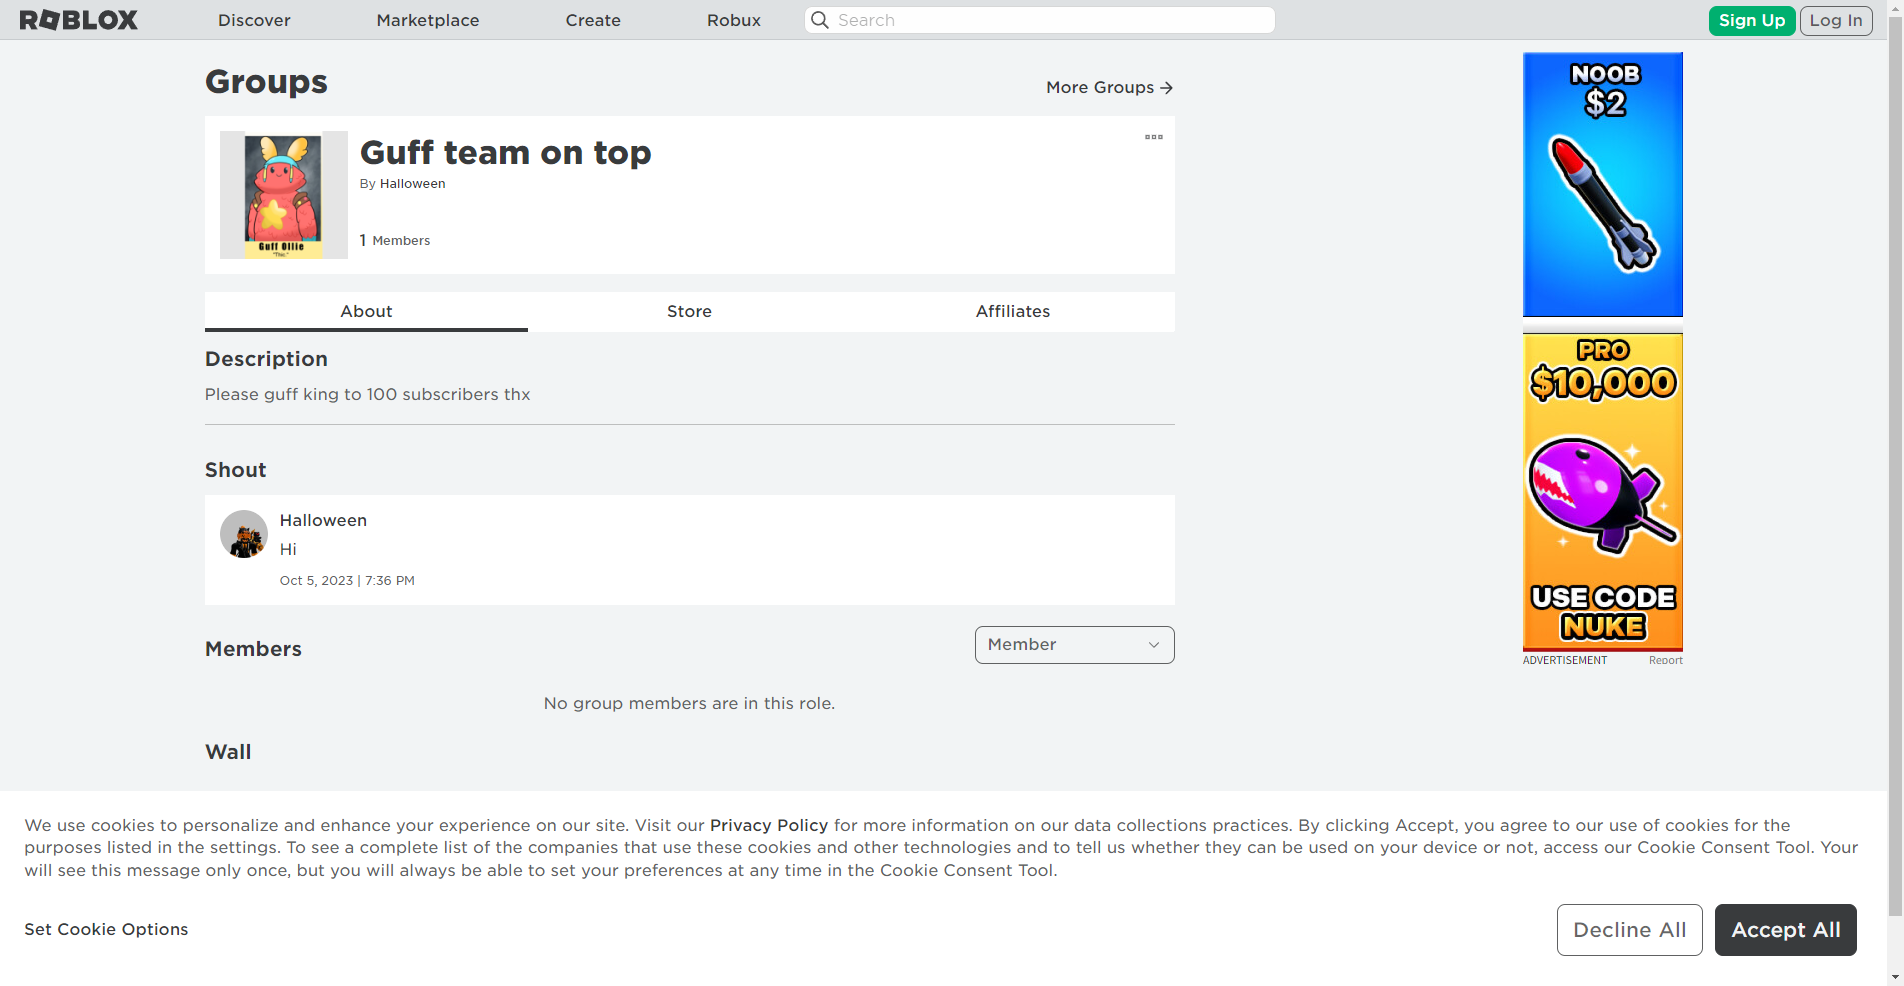 ROBLOX
Discover
Marketplace
Create
Robux
Search
Sign Up
Log In
Groups
More Groups
Guff team on top
By Halloween
1 Members
Guff Ollie
About
Store
Affiliates
Description
Please guff king to 100 subscribers thx
Shout
Halloween
Hi
Oct 5, 2023 | 7:36 PM
Members
Member
No group members are in this role.
Wall
NOOB
$2
PRO
$10,000
USE CODE
NUKE
ADVERTISEMENT
Report
We use cookies to personalize and enhance your experience on our site. Visit our Privacy Policy for more information on our data collections practices. By clicking Accept, you agree to our use of cookies for the
purposes listed in the settings. To see a complete list of the companies that use these cookies and other technologies and to tell us whether they can be used on your device or not, access our Cookie Consent Tool. Your
will see this message only once, but you will always be able to set your preferences at any time in the Cookie Consent Tool.
Set Cookie Options
Decline All
Accept All